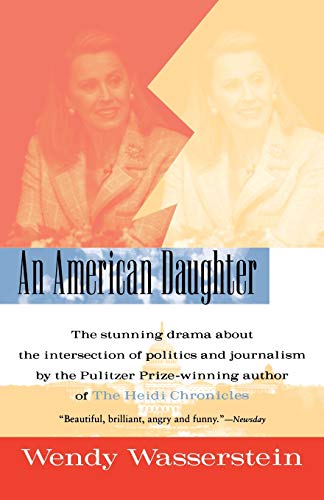 An American Daughter
The stunning drama about
the intersection of politics and journalism
by the Pulitzer Prize-winning author
of The Heidi Chronicles
“Beautiful, brilliant, angry and funny.”—Newsday
Wendy Wasserstein